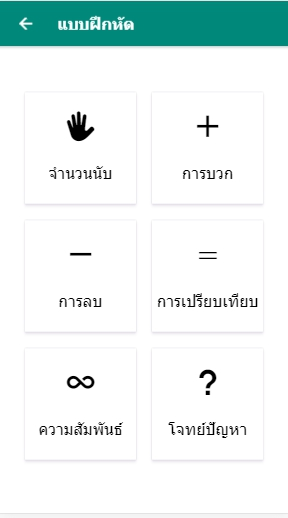 แบบฝึกหัด
จำนวนนับ
การบวก
การลบ
การเปรียบเทียบ
ความสัมพันธ์
โจทย์ปัญหา